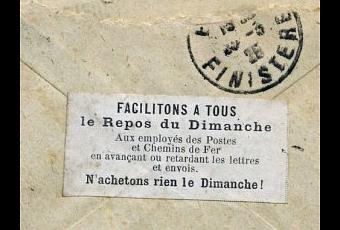 FINISTERE
FACILITONS A TOUS
le Repos du Dimanche
Aux employés des Postes
et Chemins de Fer
en avançant ou retardant les lettres
et envois.
N'achetons rien le Dimanche!